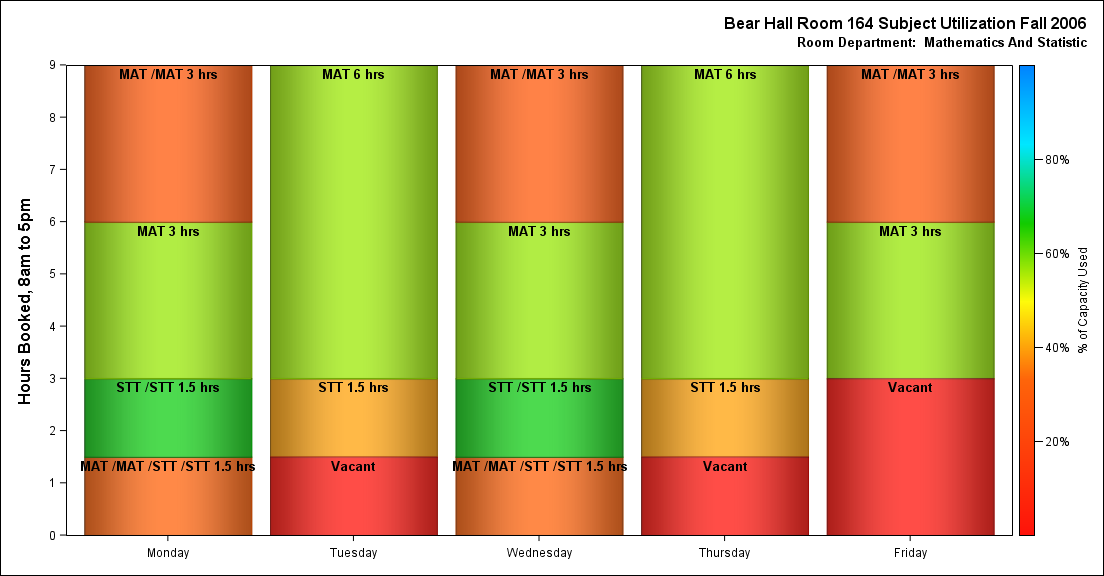 Bear Hall Room 164 Subject Utilization Fall 2006
Room Department:  Mathematics And Statistic
Hours Booked, 8am to 5pm
9
8
7
6
5
4
3
2
1
0
MAT /MAT 3 hrs
MAT 3 hrs
STT /STT 1.5 hrs
MAT /MAT /STT /STT 1.5 hrs
MAT 6 hrs
STT 1.5 hrs
Vacant
MAT /MAT 3 hrs
MAT 3 hrs
STT /STT 1.5 hrs
MAT /MAT /STT /STT 1.5 hrs
MAT 6 hrs
STT 1.5 hrs
Vacant
MAT /MAT 3 hrs
MAT 3 hrs
Vacant
Monday
Tuesday
Wednesday
Thursday
Friday
80%
60%
40%
20%
% of Capacity Used